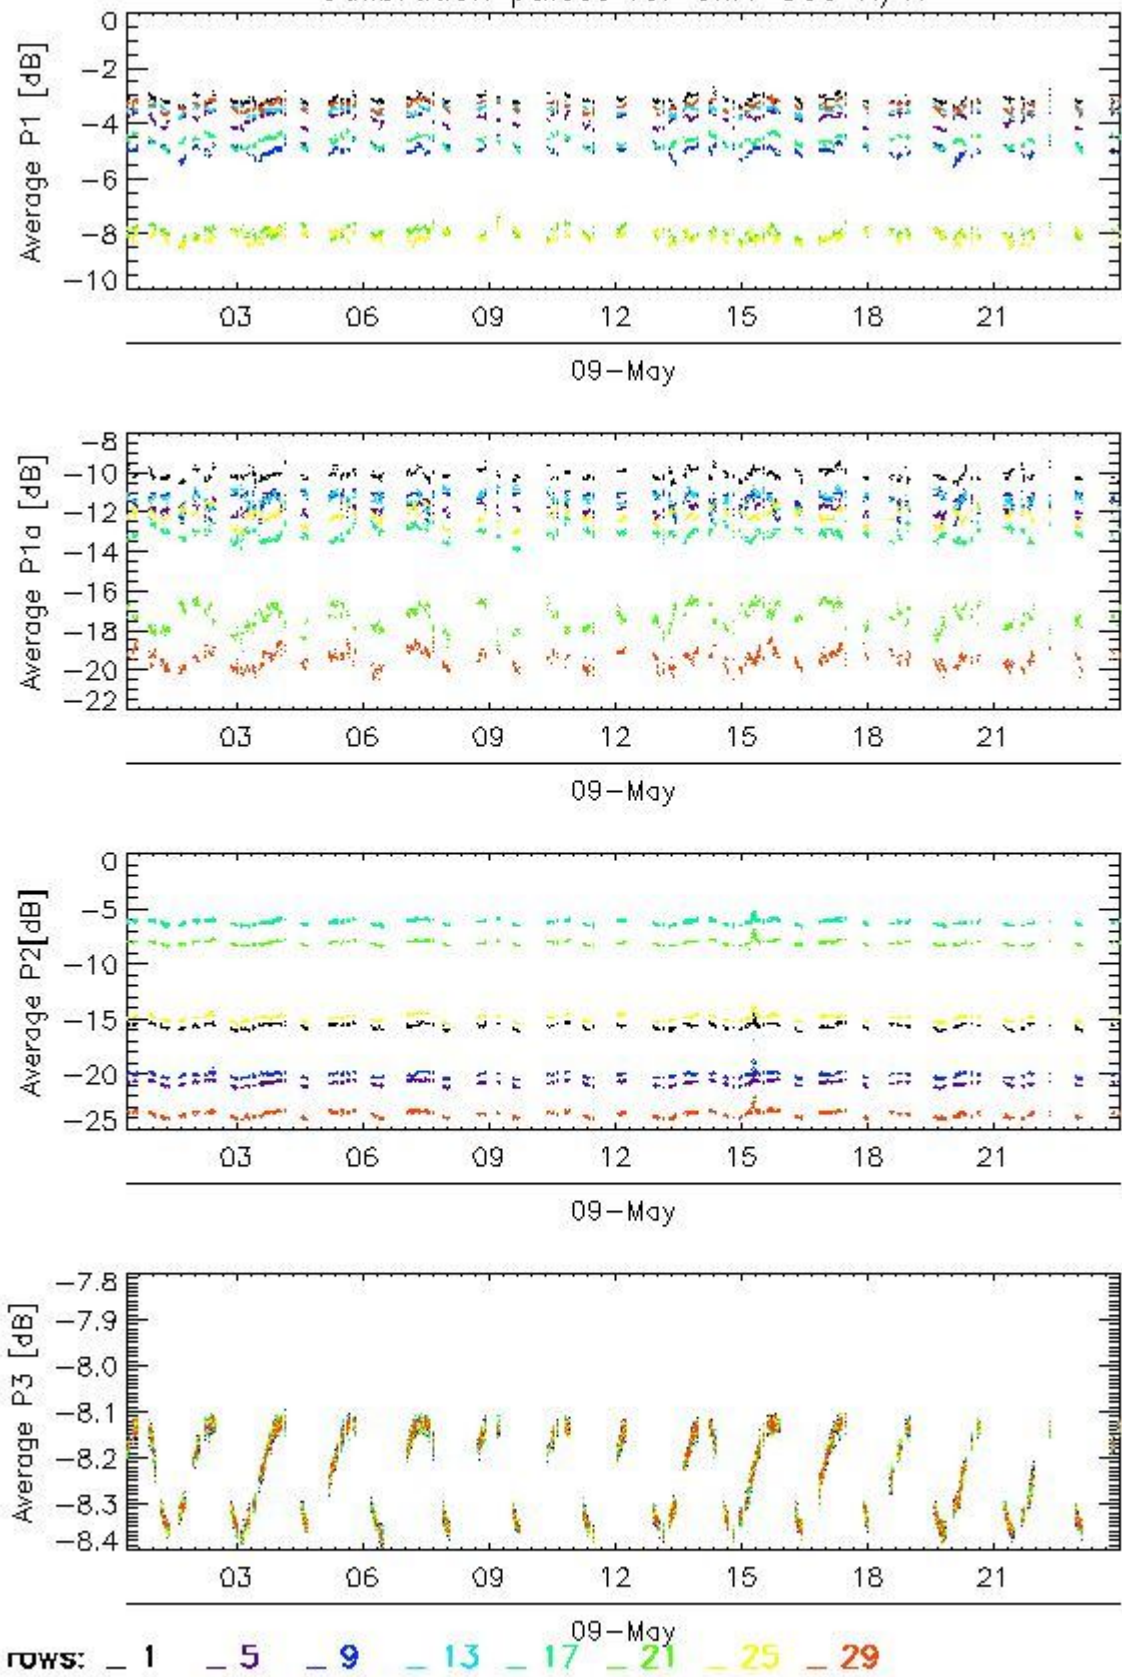 Average P1 [dB]
0
−2
−4
−6
−8
−10
03 06 09 12 15 18 21
09−May
Average P1a [dB]
−8
−10
−12
−14
−16
−18
−20
−22
03 06 09 12 15 18 21
09−May
Average P2[dB]
0
−5
−10
−15
−20
−25
03 06 09 12 15 18 21
09−May
Average P3 [dB]
−7.8
−7.9
−8.0
−8.1
−8.2
−8.3
−8.4
03 06 09 12 15 18 21
09−May
rows: _ 1 _ 5 _ 9 _ 13 _ 17 _ 21 _ 25 _ 29